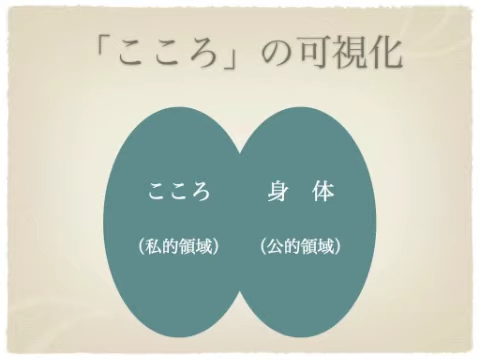 「こころ」の可視化
こころ 身 体
(私的領域) (公的領域)